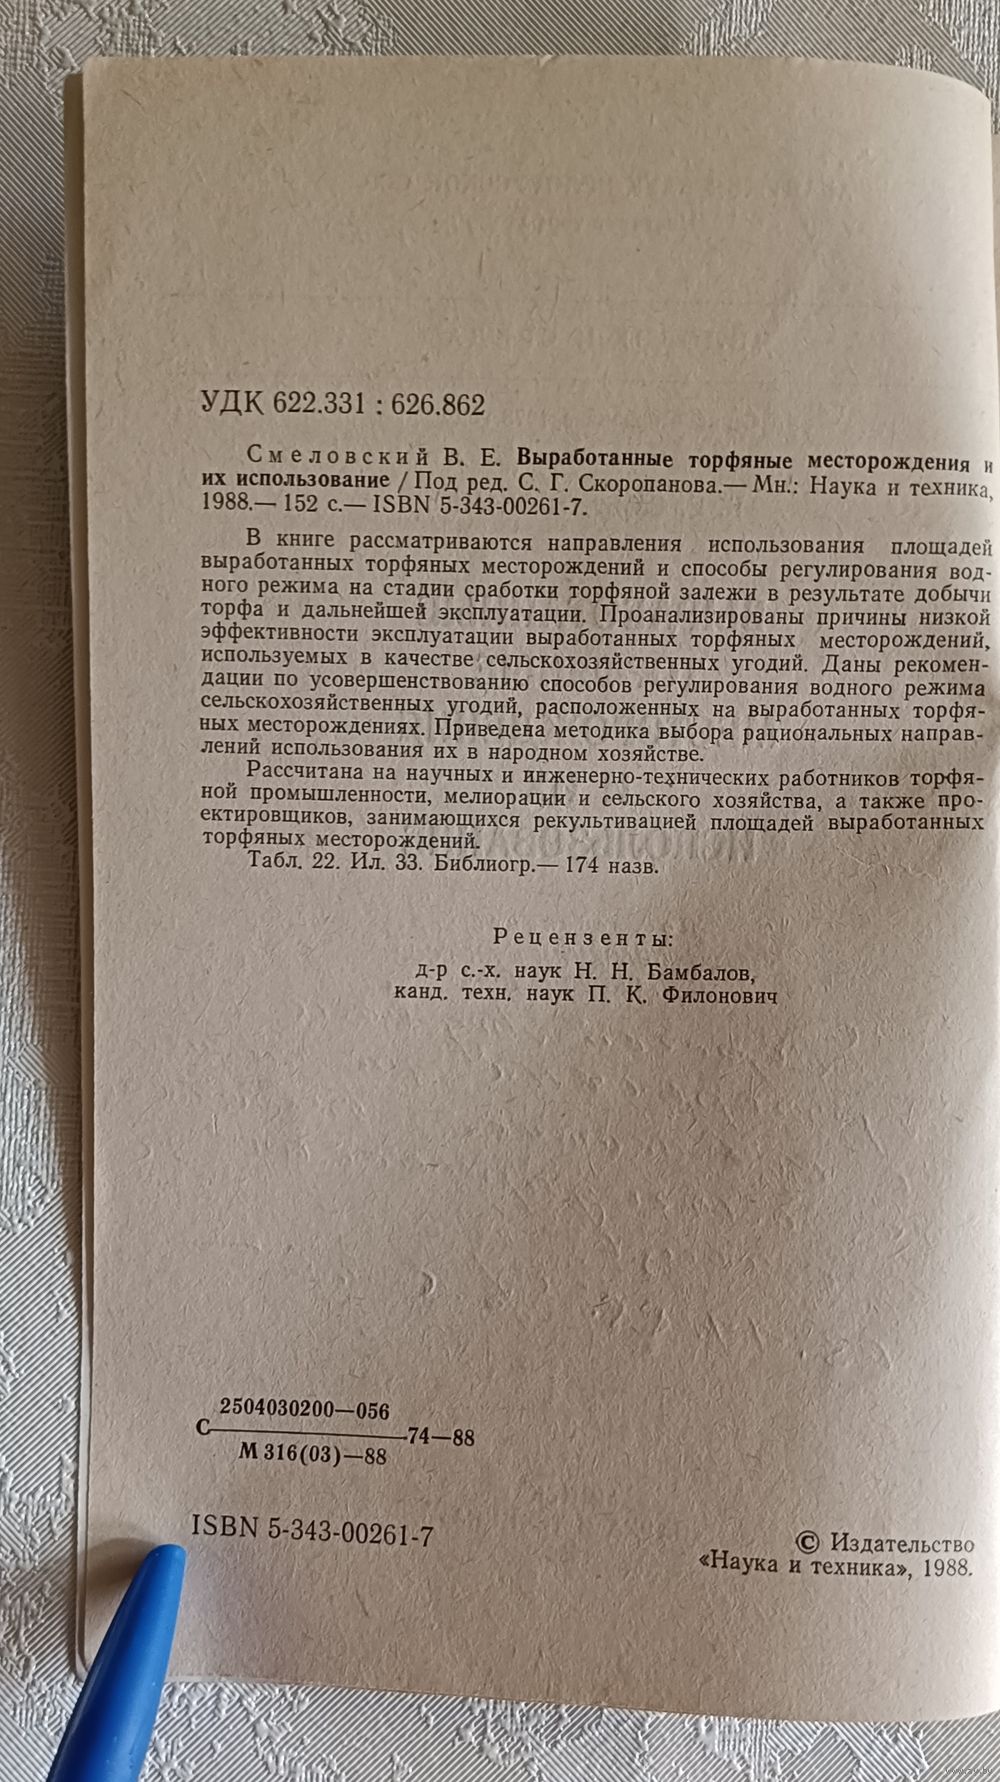 УДК 622.331 : 626.862
Смеловский В. Е. Выработанные торфяные месторождения и
их использование / Под ред. С. Г. Скоропанова.— Мн.: Наука и техника,
1988.— 152 с.— ISBN 5-343-00261-7.
В книге рассматриваются направления использования площадей
выработанных торфяных месторождений и способы регулирования вод-
ного режима на стадии сработки торфяной залежи в результате добычи
торфа и дальнейшей эксплуатации. Проанализированы причины низкой
эффективности эксплуатации выработанных торфяных месторождений,
используемых в качестве сельскохозяйственных угодий. Даны рекомен-
дации по усовершенствованию способов регулирования водного режима
сельскохозяйственных угодий, расположенных на выработанных торфя-
ных месторождениях. Приведена методика выбора рациональных направ-
лений использования их в народном хозяйстве.
Рассчитана на научных и инженерно-технических работников торфя-
ной промышленности, мелиорации и сельского хозяйства, а также про-
ектировщиков, занимающихся рекультивацией площадей выработанных
торфяных месторождений.
Табл. 22. Ил. 33. Библиогр.— 174 назв.
Рецензенты:
д-р с.-х. наук Н. Н. Бамбалов,
канд. техн. наук П. К. Филонович
2504030200—056
С 74—88
М 316(03)—88
ISBN 5-343-00261-7
© Издательство
«Наука и техника», 1988.